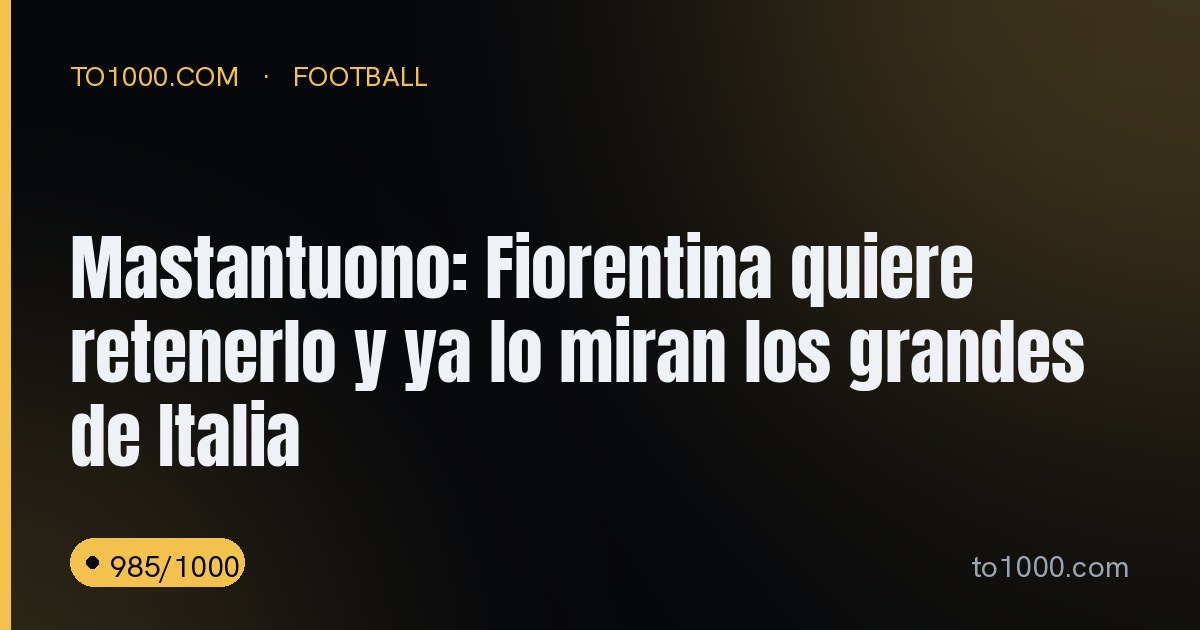 TO1000.COM · FOOTBALL
Mastantuono: Fiorentina quiere
retenerlo y ya lo miran los grandes
de Italia
985/1000
to1000.com